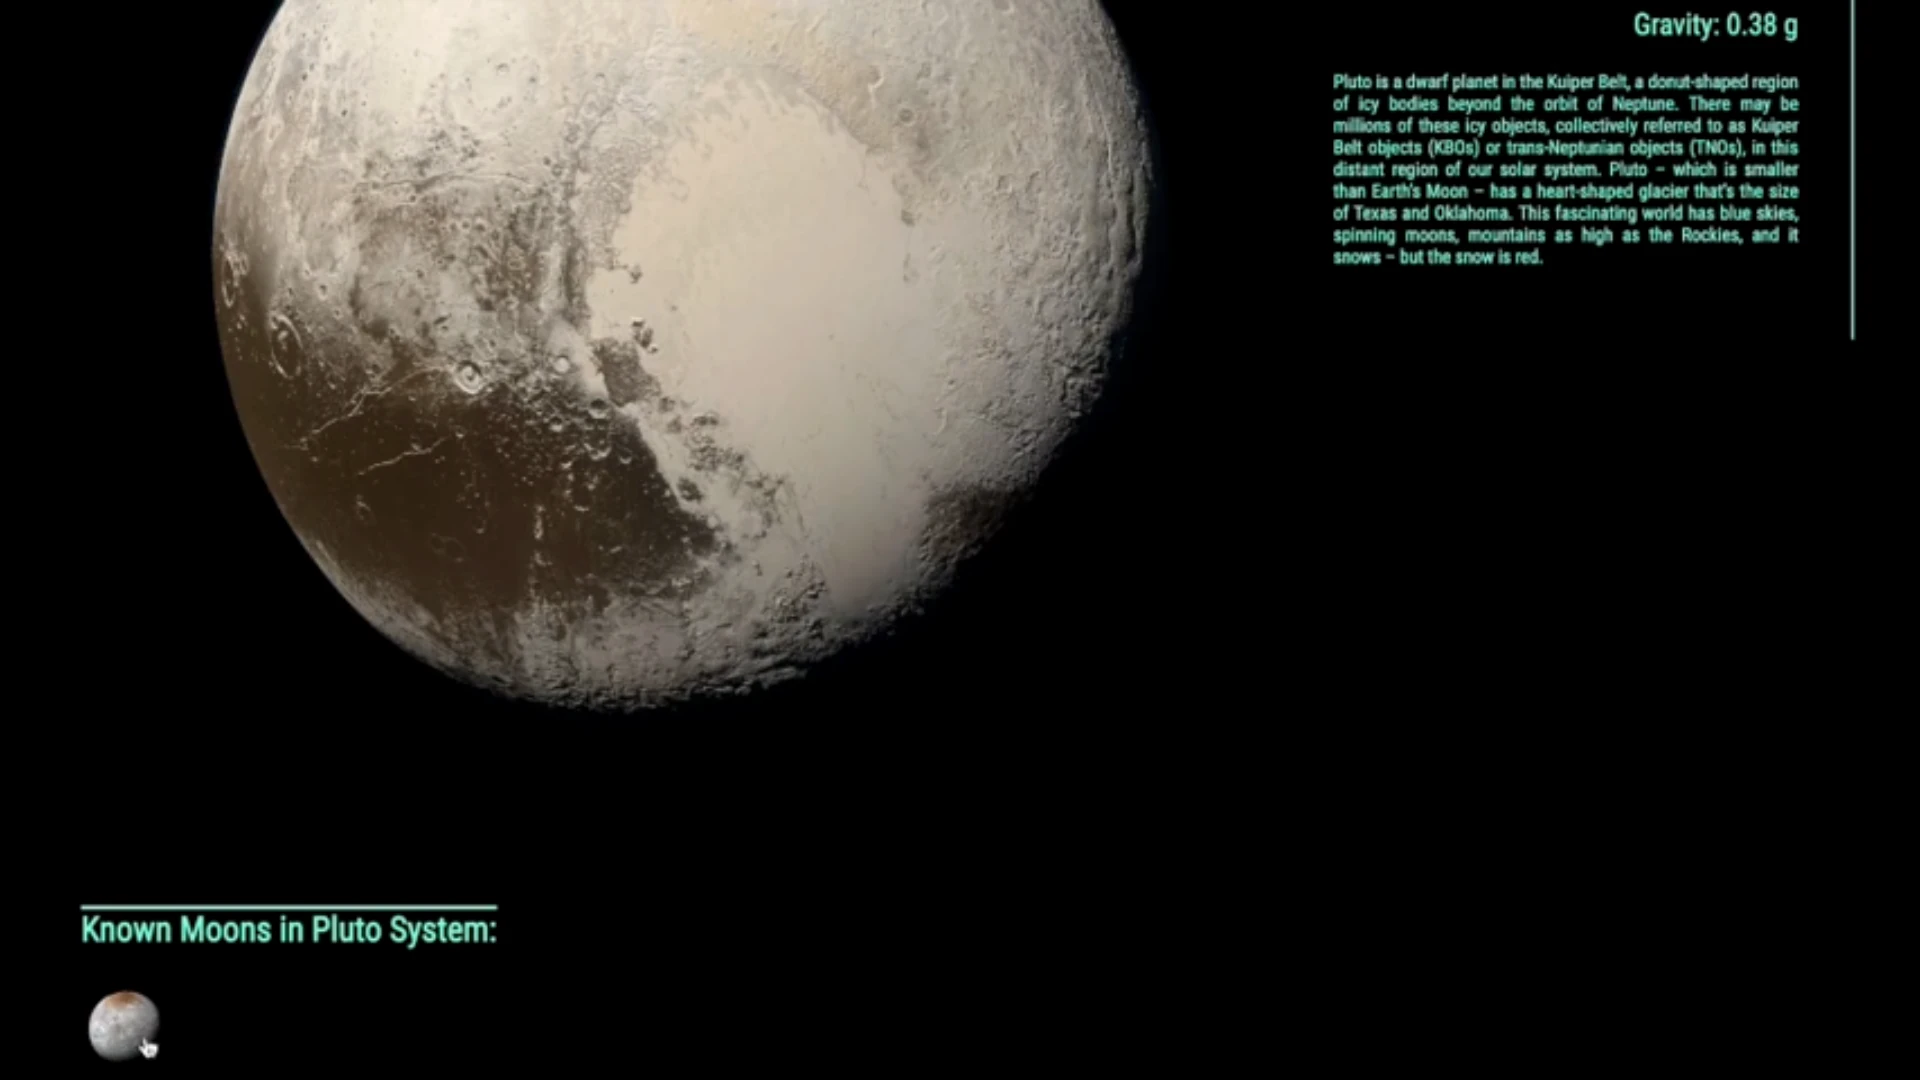 Gravity: 0.38 g
Pluto is a dwarf planet in the Kuiper Belt, a donut-shaped region
of icy bodies beyond the orbit of Neptune. There may be
millions of these icy objects, collectively referred to as Kuiper
Belt objects (KBOs) or trans-Neptunian objects (TNOs), in this
distant region of our solar system. Pluto – which is smaller
than Earth's Moon – has a heart-shaped glacier that's the size
of Texas and Oklahoma. This fascinating world has blue skies,
spinning moons, mountains as high as the Rockies, and it
snows – but the snow is red.
Known Moons in Pluto System: